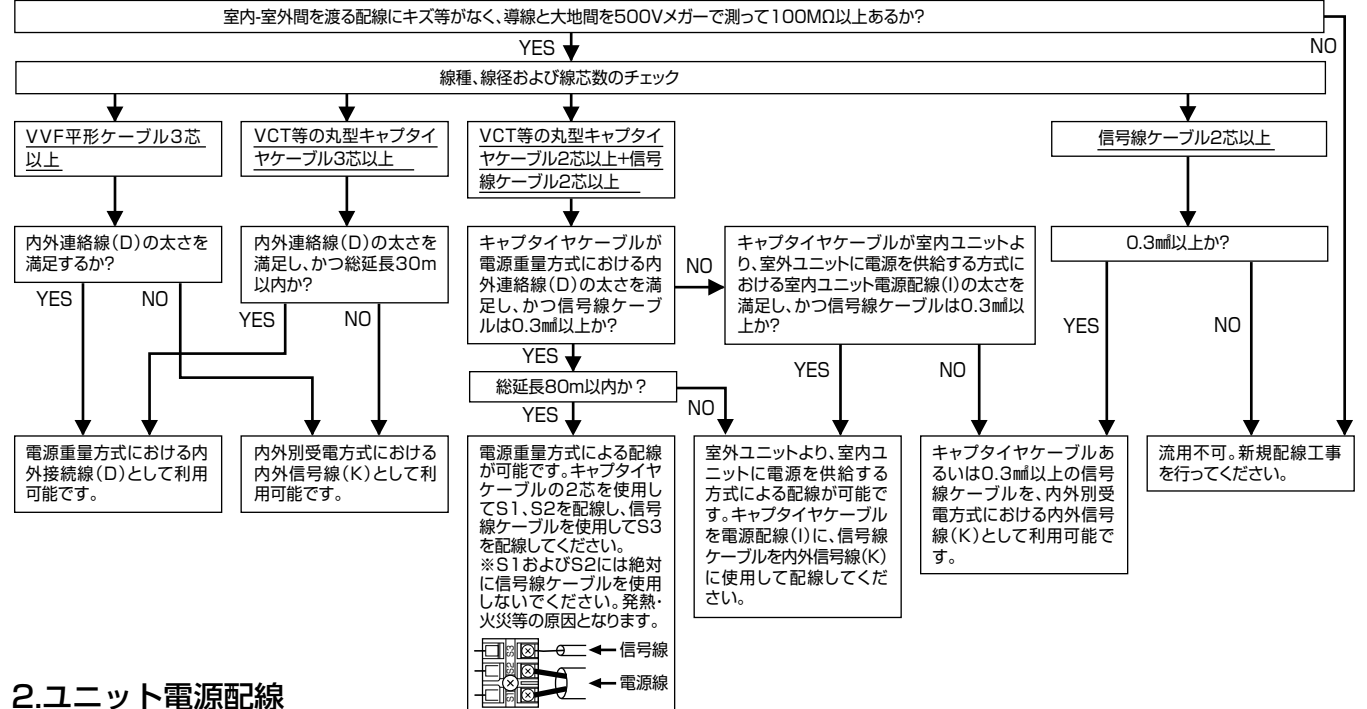 室内-室外間を渡る配線にキズ等がなく、導線と大地間を500Vメガーで測って100MΩ以上あるか?
YES
NO
線種、線径および線芯数のチェック
VVF平形ケーブル3芯
以上
VCT等の丸型キャプタイ
ヤケーブル3芯以上
VCT等の丸型キャプタイ
ヤケーブル2芯以上+信号
線ケーブル2芯以上
信号線ケーブル2芯以上
内外連絡線(D)の太さを
満足するか?
内外連絡線(D)の太さを
満足し、かつ総延長30m
以内か?
キャプタイヤケーブルが
電源重量方式における内
外連絡線(D)の太さを満
足し、かつ信号線ケーブ
ルは0.3㎟以上か?
NO
キャプタイヤケーブルが室内ユニットよ
り、室外ユニットに電源を供給する方式に
おける室内ユニット電源配線(I)の太さを
満足し、かつ信号線ケーブルは0.3㎟以
上か?
0.3㎟以上か?
YES
NO
YES
NO
YES
YES
NO
YES
NO
総延長80m以内か?
YES
NO
電源重量方式における内
外接続線(D)として利用
可能です。
内外別受電方式における
内外信号線(K)として利
用可能です。
電源重量方式による配線
が可能です。キャプタイヤ
ケーブルの2芯を使用し
てS1、S2を配線し、信号
線ケーブルを使用してS3
を配線してください。
※S1およびS2には絶対
に信号線ケーブルを使用
しないでください。発熱・
火災等の原因となります。
S3
S2
S1
信号線
電源線
室外ユニットより、室内ユ
ニットに電源を供給する
方式による配線が可能で
す。キャプタイヤケーブル
を電源配線(I)に、信号線
ケーブルを内外信号線(K)
に使用して配線してくだ
さい。
キャプタイヤケーブルあ
るいは0.3㎟以上の信号
線ケーブルを、内外別受
電方式における内外信号
線(K)として利用可能で
す。
流用不可。新規配線工事
を行ってください。
2.ユニット電源配線